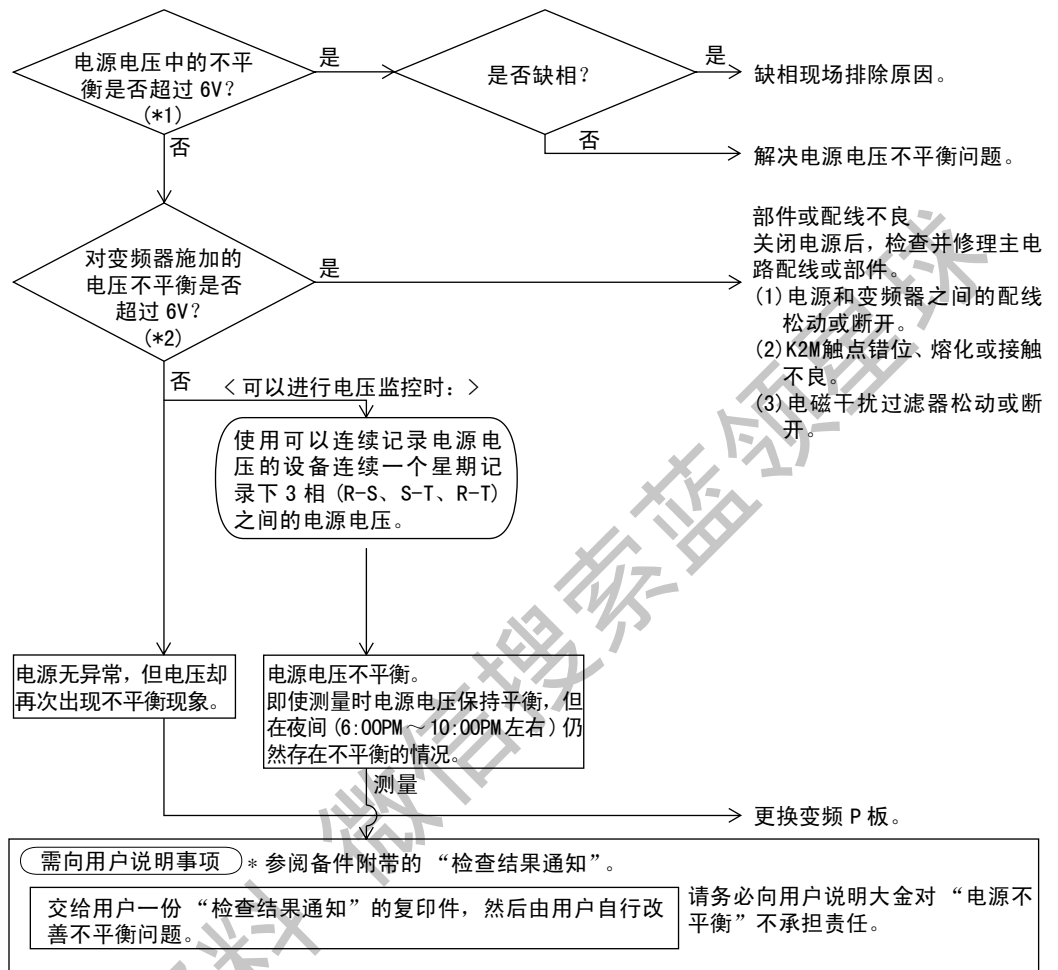 电源电压中的不平
衡是否超过 6V？
(*1)
是
是否缺相？
是
缺相现场排除原因。
否
解决电源电压不平衡问题。
否
对变频器施加的
电压不平衡是否
超过 6V？
(*2)
是
部件或配线不良
关闭电源后，检查并修理主电
路配线或部件。
(1)电源和变频器之间的配线
松动或断开。
(2)K2M触点错位、熔化或接触
不良。
(3)电磁干扰过滤器松动或断
开。
否
<可以进行电压监控时：>
使用可以连续记录电源电
压的设备连续一个星期记
录下 3 相 (R-S、S-T、R-T)
之间的电源电压。
电源无异常，但电压却
再次出现不平衡现象。
电源电压不平衡。
即使测量时电源电压保持平衡，但
在夜间 (6:00PM～10:00PM左右)仍
然存在不平衡的情况。
测量
更换变频 P 板。
需向用户说明事项 * 参阅备件附带的 “检查结果通知”。
交给用户一份 “检查结果通知”的复印件，然后由用户自行改
善不平衡问题。
请务必向用户说明大金对 “电源不
平衡”不承担责任。
资料 微信搜索蓝领星球